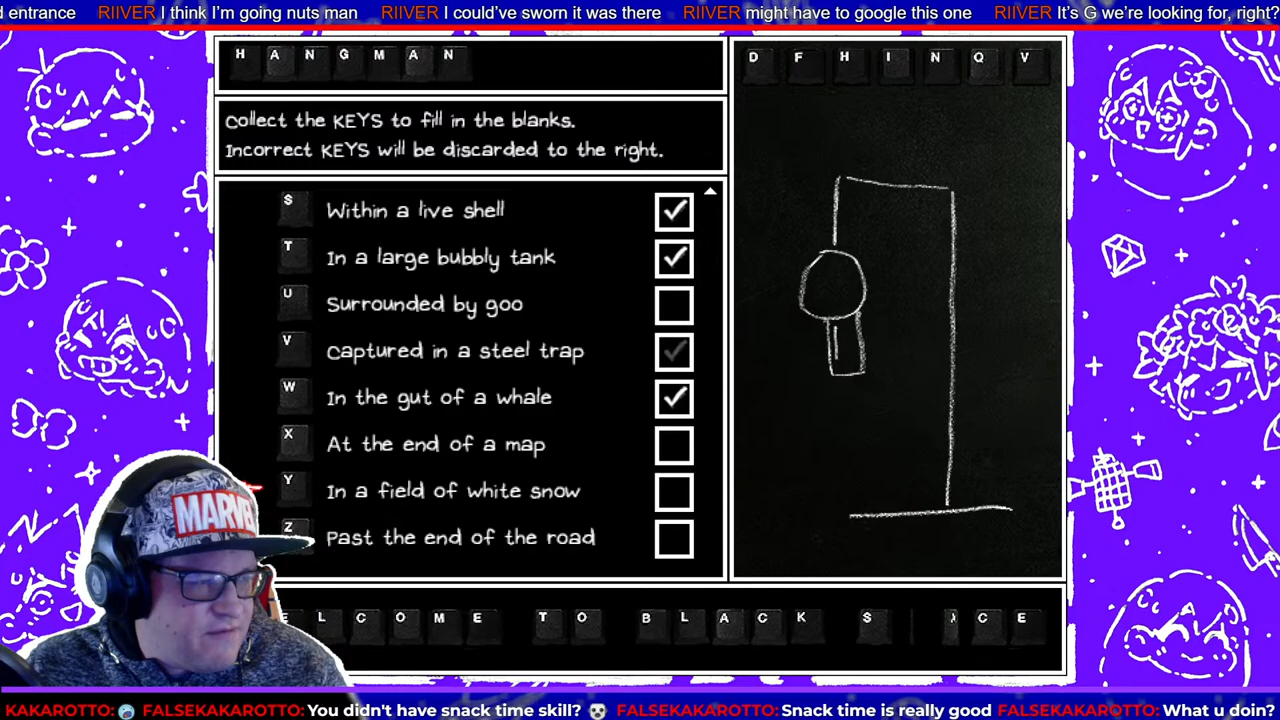 d entrance RIIVER I think I'm going nuts man RIIVER I could've sworn it was there RIIVER might have to google this one RIIVER It's G we're looking for, right?
H A N G M A N
D F H I N Q V
Collect the KEYS to fill in the blanks.
Incorrect KEYS will be discarded to the right.
S Within a live shell
T In a large bubbly tank
U Surrounded by goo
V Captured in a steel trap
W In the gut of a whale
X At the end of a map
Y In a field of white snow
Z Past the end of the road
MARVEL
E L C O M E T O B L A C K S A C E
KAKAROTTO: FALSEKAKAROTTO: You didn't have snack time skill? FALSEKAKAROTTO: Snack time is really good FALSEKAKAROTTO: What u doin?